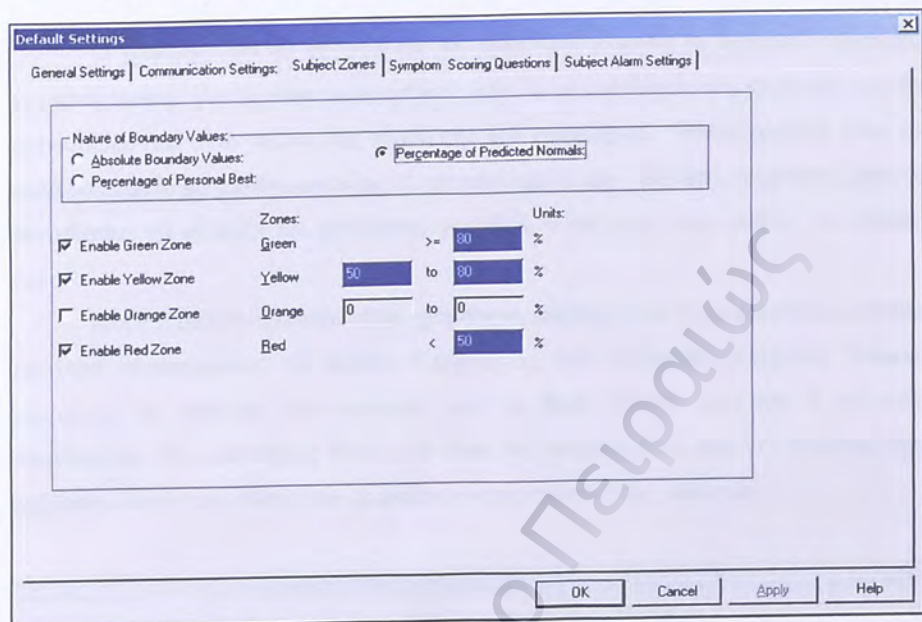 Default Settings
General Settings Communication Settings: Subject Zones Symptom Scoring Questions Subject Alarm Settings
Nature of Boundary Values:
Absolute Boundary Values: Percentage of Predicted Normals:
Percentage of Personal Best:
Zones: Units:
Enable Green Zone Green >= 80 %
Enable Yellow Zone Yellow 50 to 80 %
Enable Orange Zone Orange 0 to 0 %
Enable Red Zone Red < 50 %
OK Cancel Apply Help
ο Πειραιώς